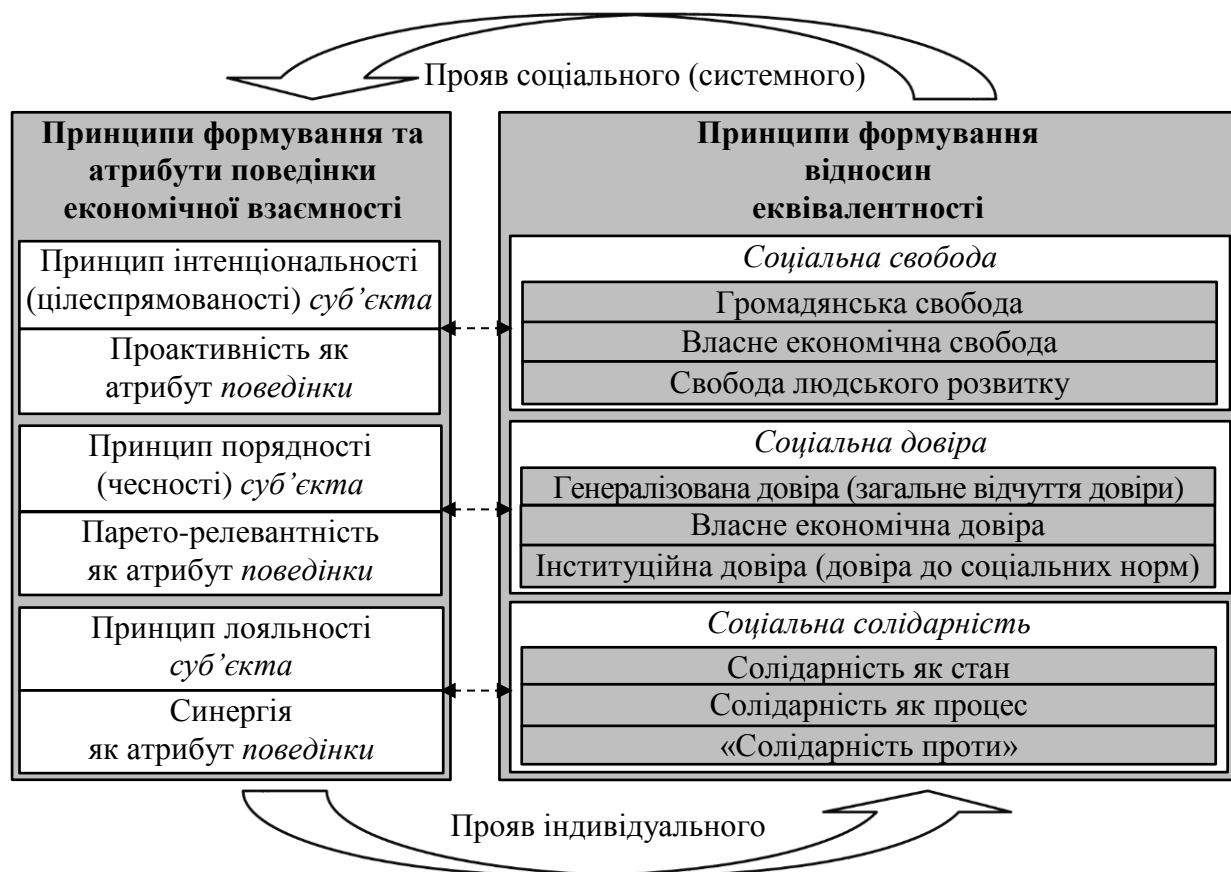 Прояв соціального (системного)
Принципи формування та
атрибути поведінки
економічної взаємності
Принцип інтенціональності
(цілеспрямованості) суб’єкта
Проактивність як
атрибут поведінки
Принцип порядності
(чесності) суб’єкта
Парето-релевантність
як атрибут поведінки
Принцип лояльності
суб’єкта
Синергія
як атрибут поведінки
Принципи формування
відносин
еквівалентності
Соціальна свобода
Громадянська свобода
Власне економічна свобода
Свобода людського розвитку
Соціальна довіра
Генералізована довіра (загальне відчуття довіри)
Власне економічна довіра
Інституційна довіра (довіра до соціальних норм)
Соціальна солідарність
Солідарність як стан
Солідарність як процес
«Солідарність проти»
Прояв індивідуального